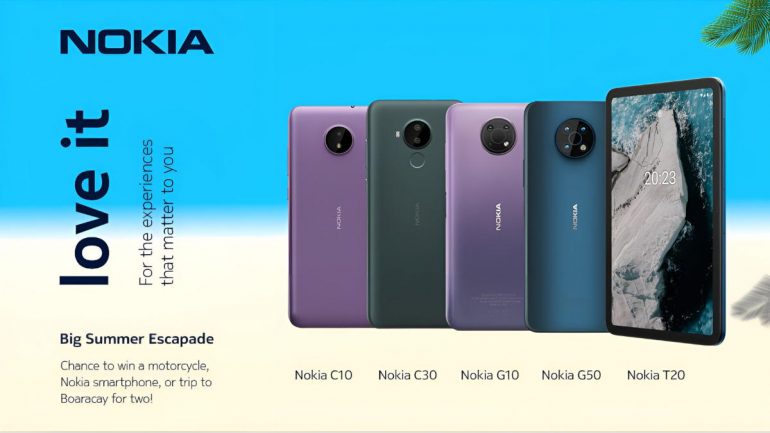 NOKIA
love it
For the experiences
that matter to you
Big Summer Escapade
Chance to win a motorcycle,
Nokia smartphone, or trip to
Boaracay for two!
NOKIA
NOKIA
NOKIA
NOKIA
20:23
Nokia C10
Nokia C30
Nokia G10
Nokia G50
Nokia T20